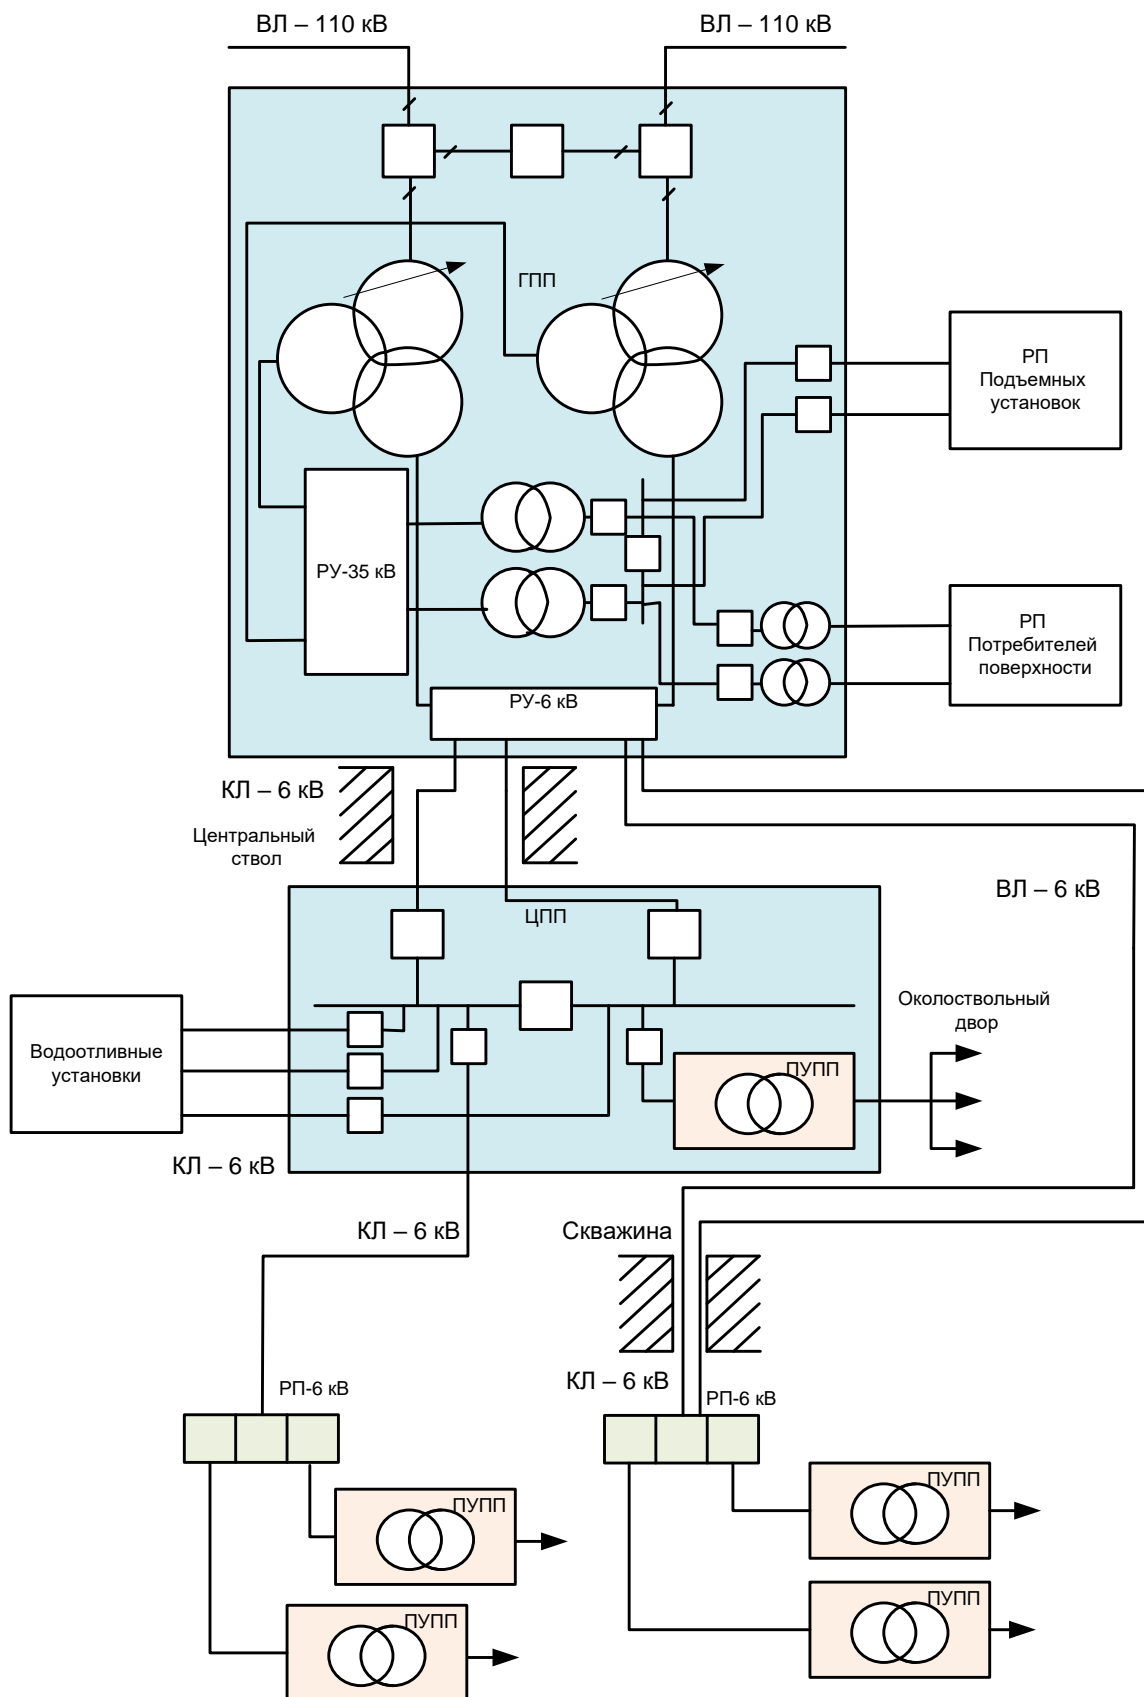 ВЛ – 110 кВ
ВЛ – 110 кВ
ГПП
РП
Подъемных
установок
РУ-35 кВ
РП
Потребителей
поверхности
РУ-6 кВ
КЛ – 6 кВ
Центральный
ствол
ВЛ – 6 кВ
ЦПП
Околоствольный
двор
Водоотливные
установки
ПУПП
КЛ – 6 кВ
КЛ – 6 кВ
Скважина
КЛ – 6 кВ
РП-6 кВ
РП-6 кВ
ПУПП
ПУПП
ПУПП
ПУПП